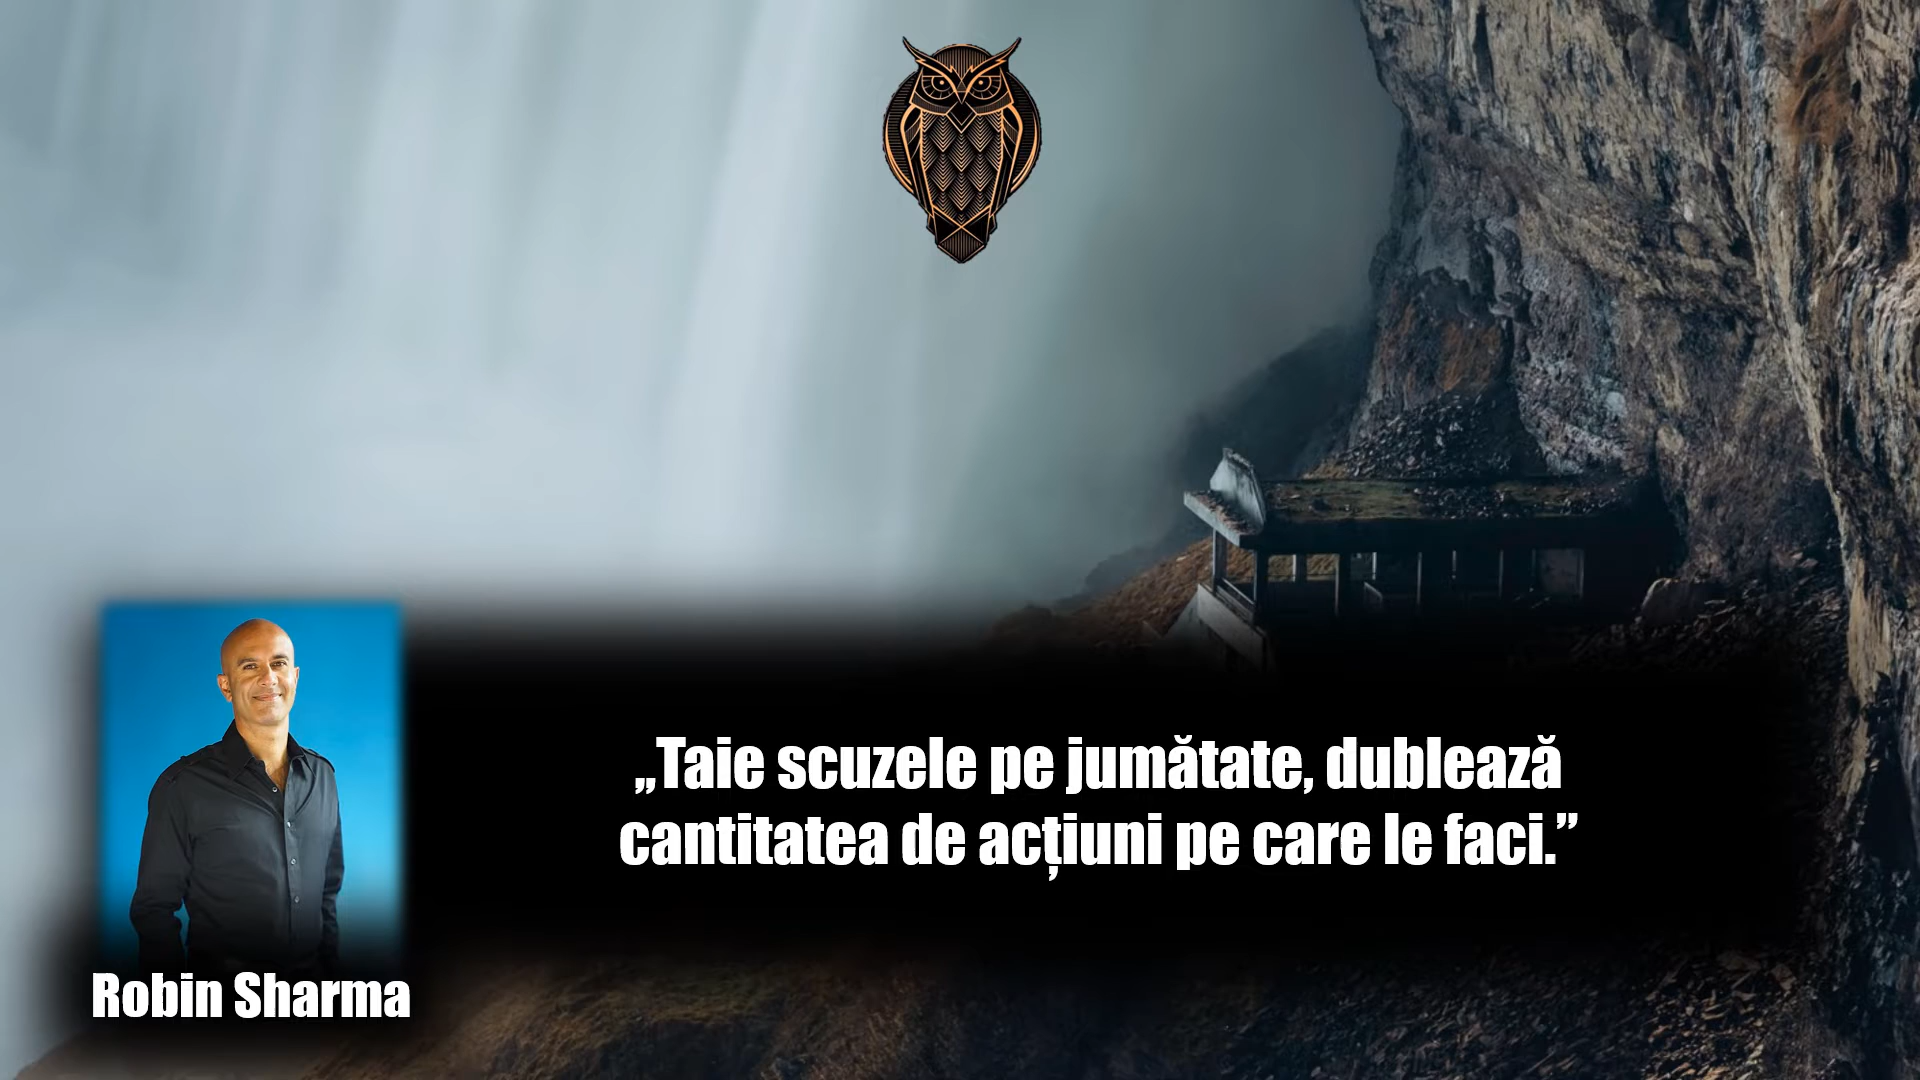 „Taie scuzele pe jumătate, dublează
cantitatea de acțiuni pe care le faci.”
Robin Sharma